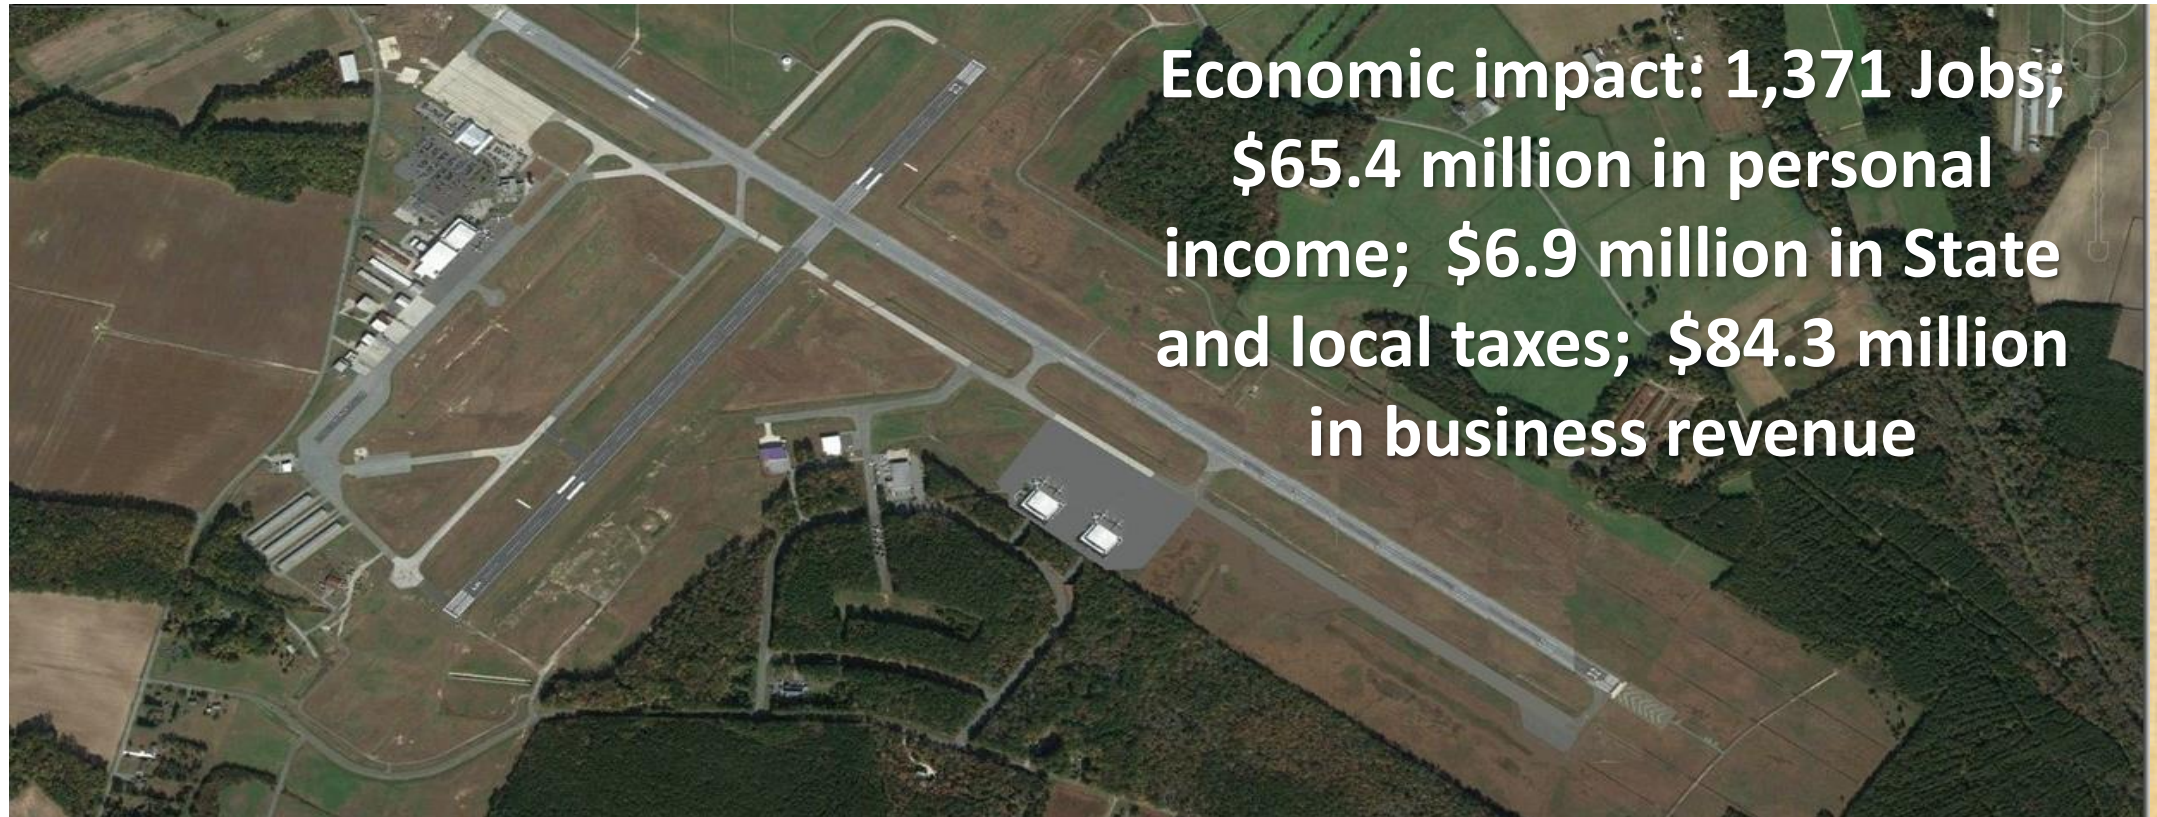 Economic impact: 1,371 Jobs;
$65.4 million in personal
income;  $6.9 million in State
and local taxes;  $84.3 million
in business revenue